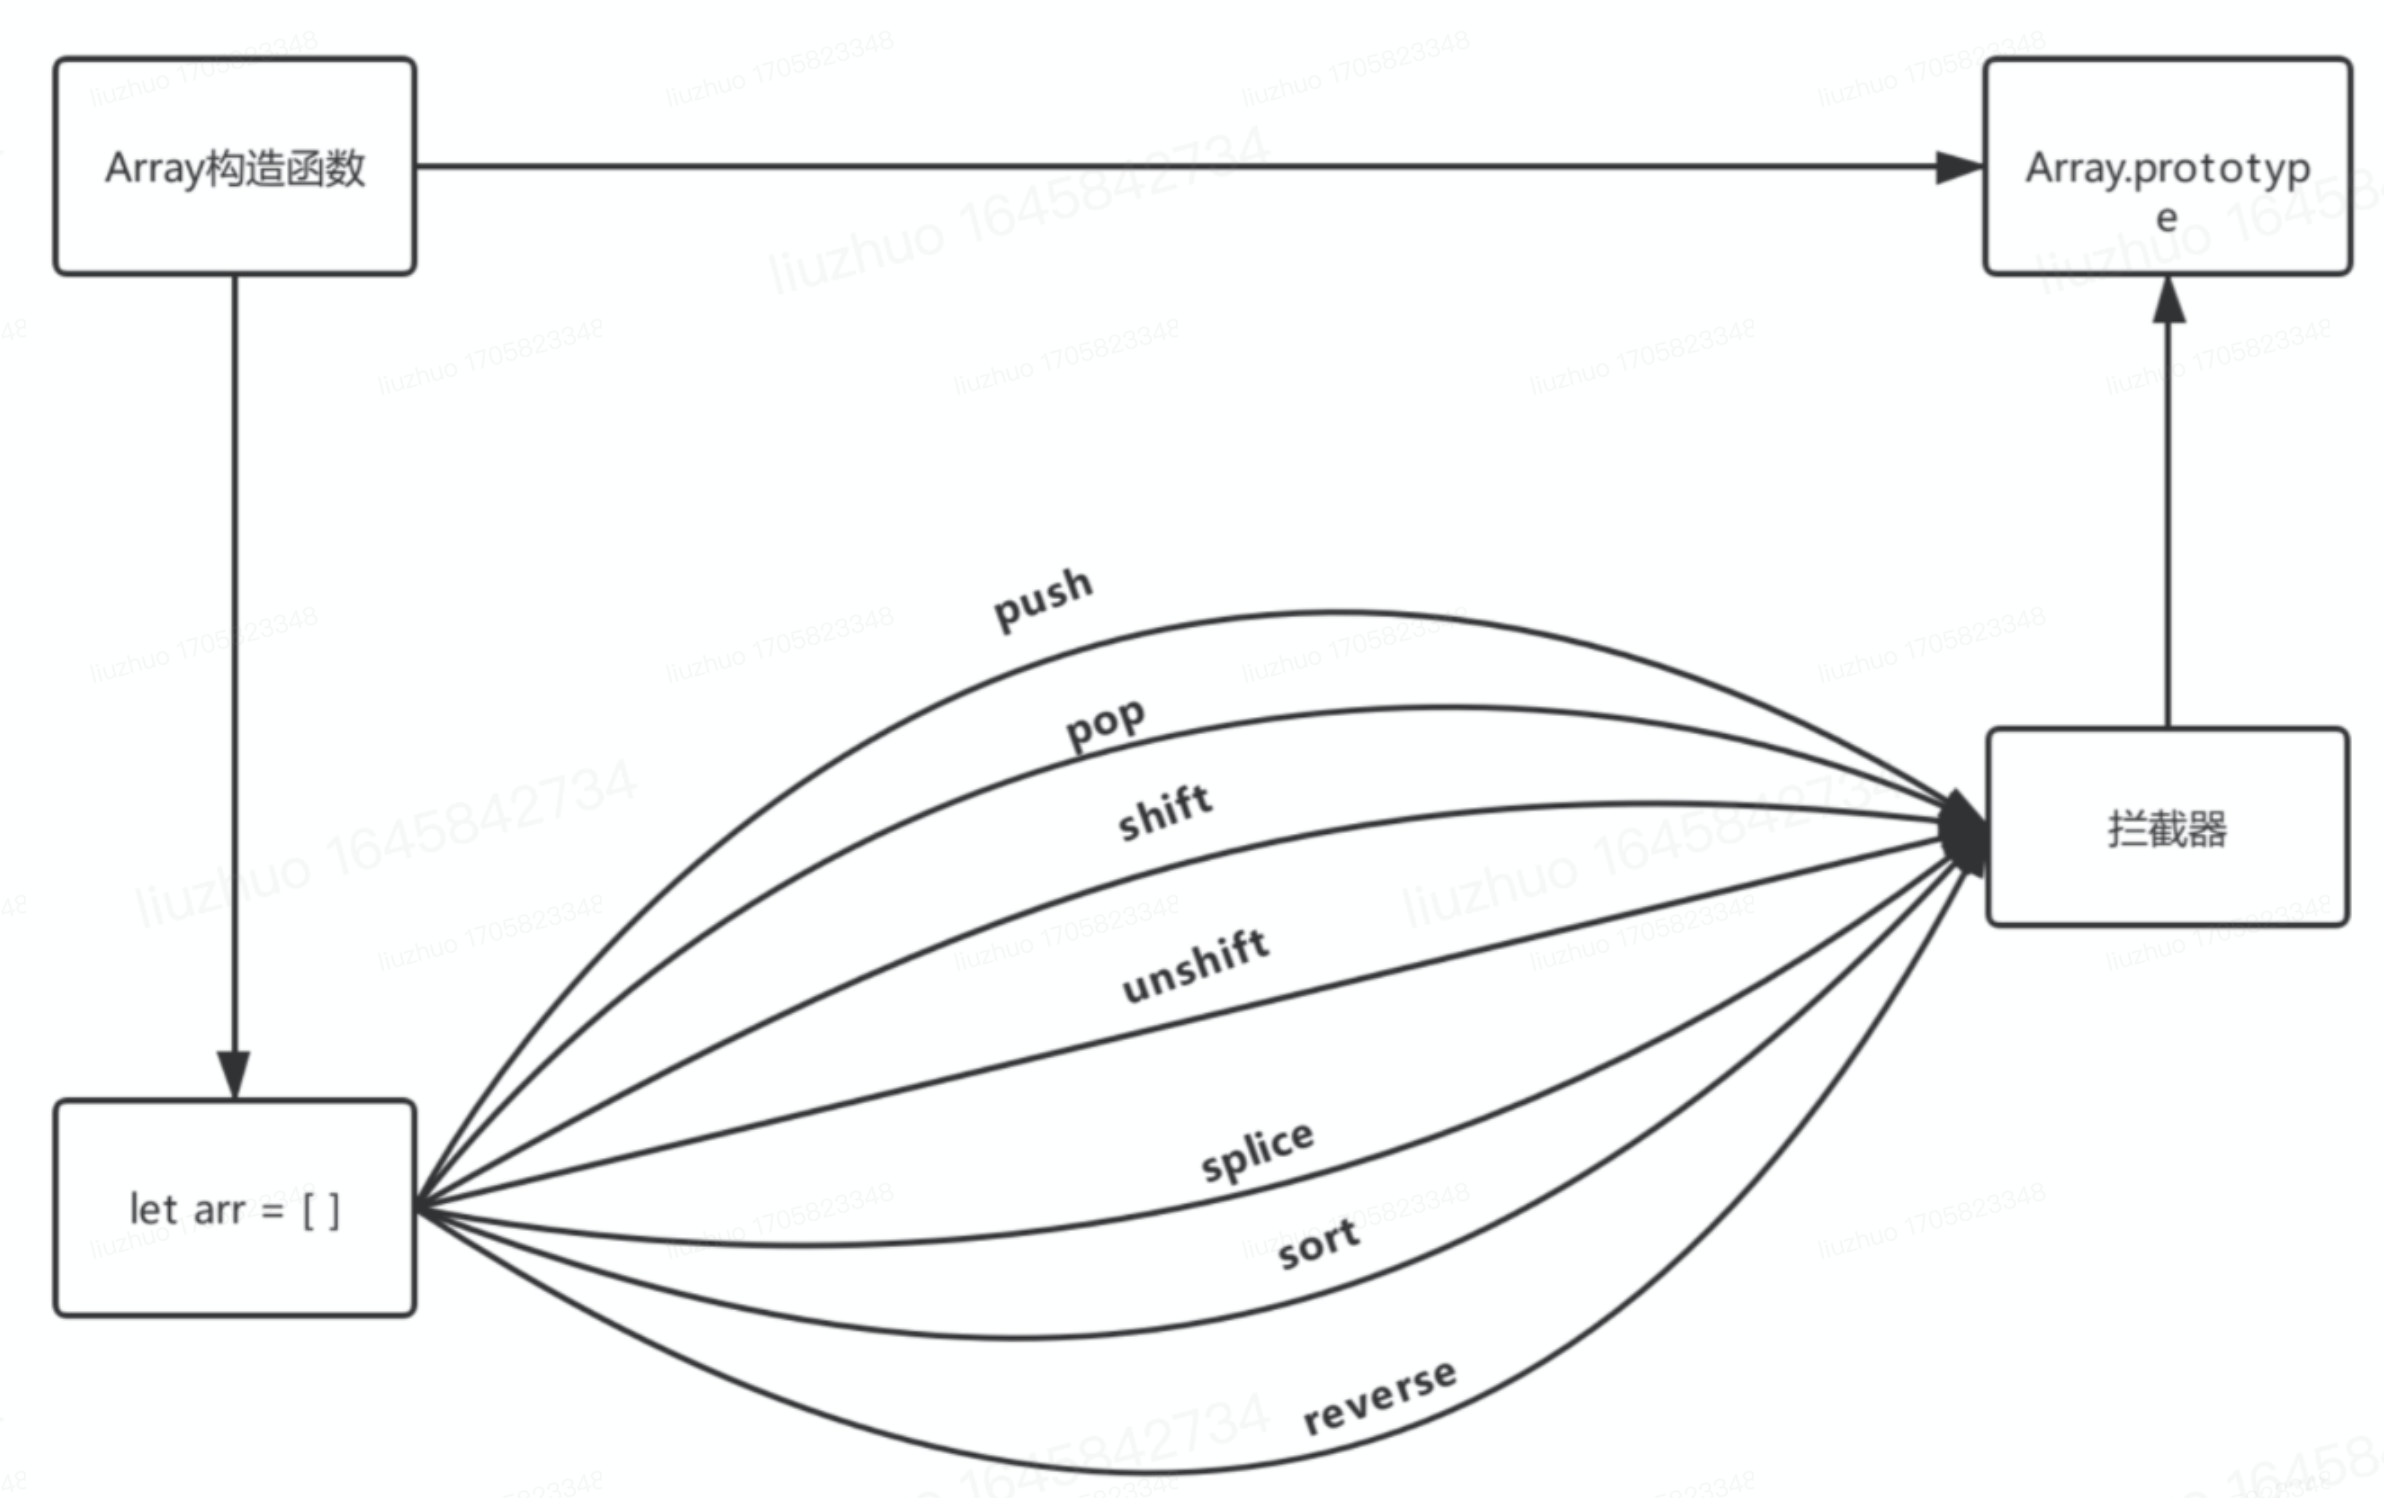 Array构造函数
Array.prototyp
e
push
pop
shift
拦截器
unshift
splice
let arr = [ ]
sort
reverse
liuzhuo 1705823348
liuzhuo 1645842734